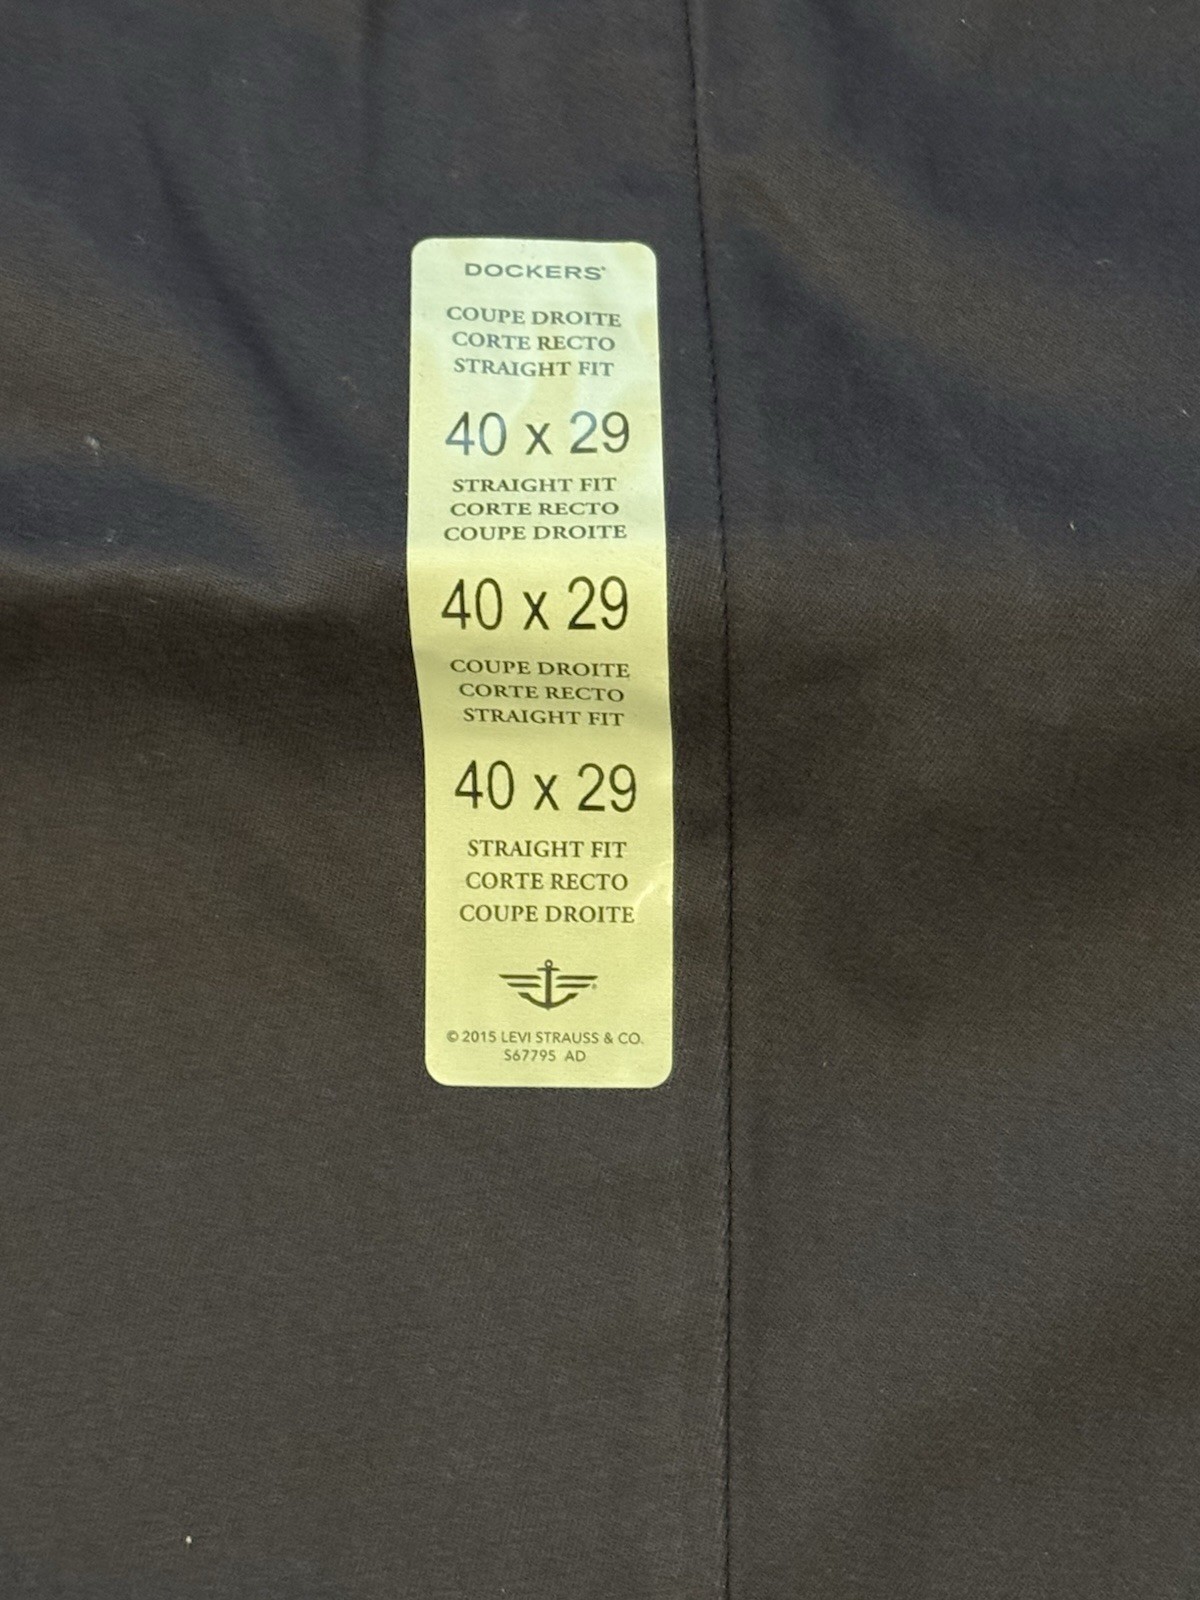 DOCKERS®
COUPE DROITE
CORTE RECTO
STRAIGHT FIT
40 x 29
STRAIGHT FIT
CORTE RECTO
COUPE DROITE
40 x 29
COUPE DROITE
CORTE RECTO
STRAIGHT FIT
40 x 29
STRAIGHT FIT
CORTE RECTO
COUPE DROITE
®
© 2015 LEVI STRAUSS & CO.
S67795 AD